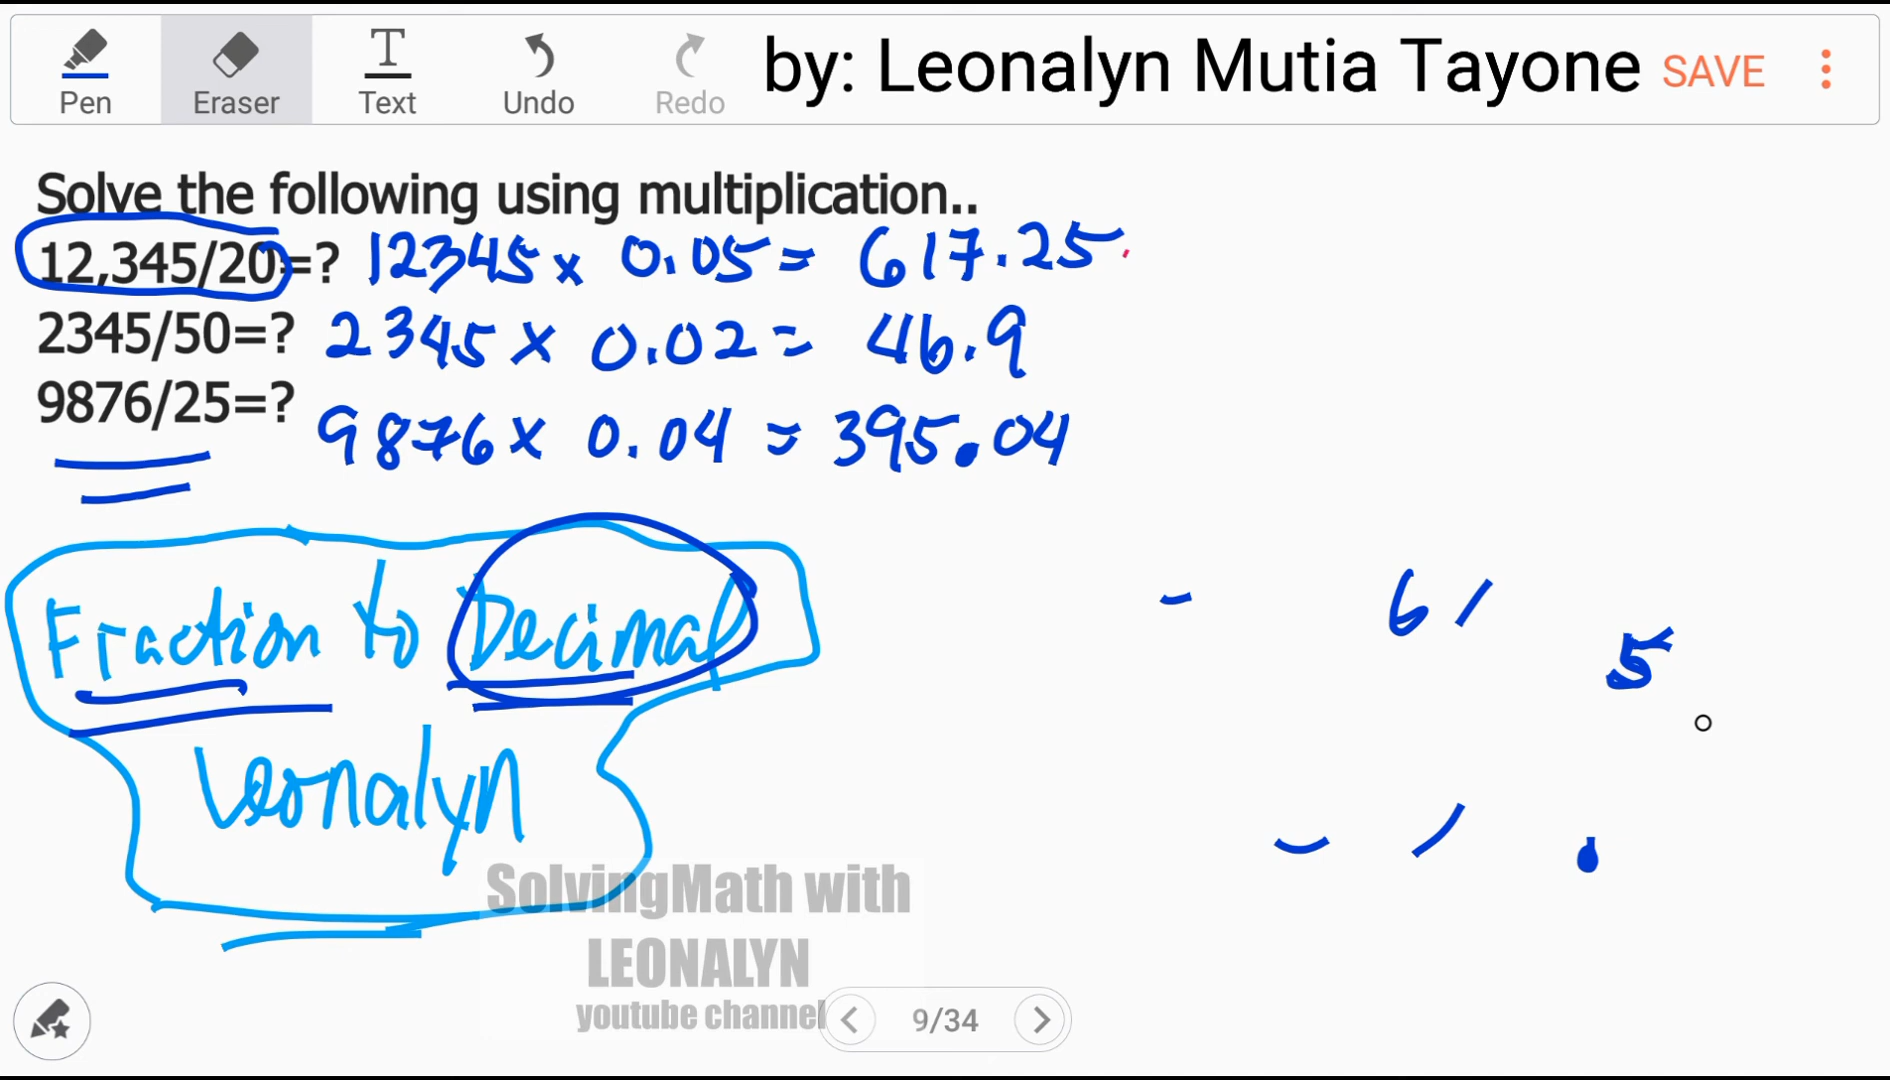 Pen Eraser Text Undo Redo by: Leonalyn Mutia Tayone SAVE
Solve the following using multiplication..
12,345/20=? 12345 x 0.05 = 617.25
2345/50=? 2345 x 0.02 = 46.9
9876/25=? 9876 x 0.04 = 395.04
Fraction to Decimal
Leonalyn
6 /
5
SolvingMath with
LEONALYN
youtube channel
9/34